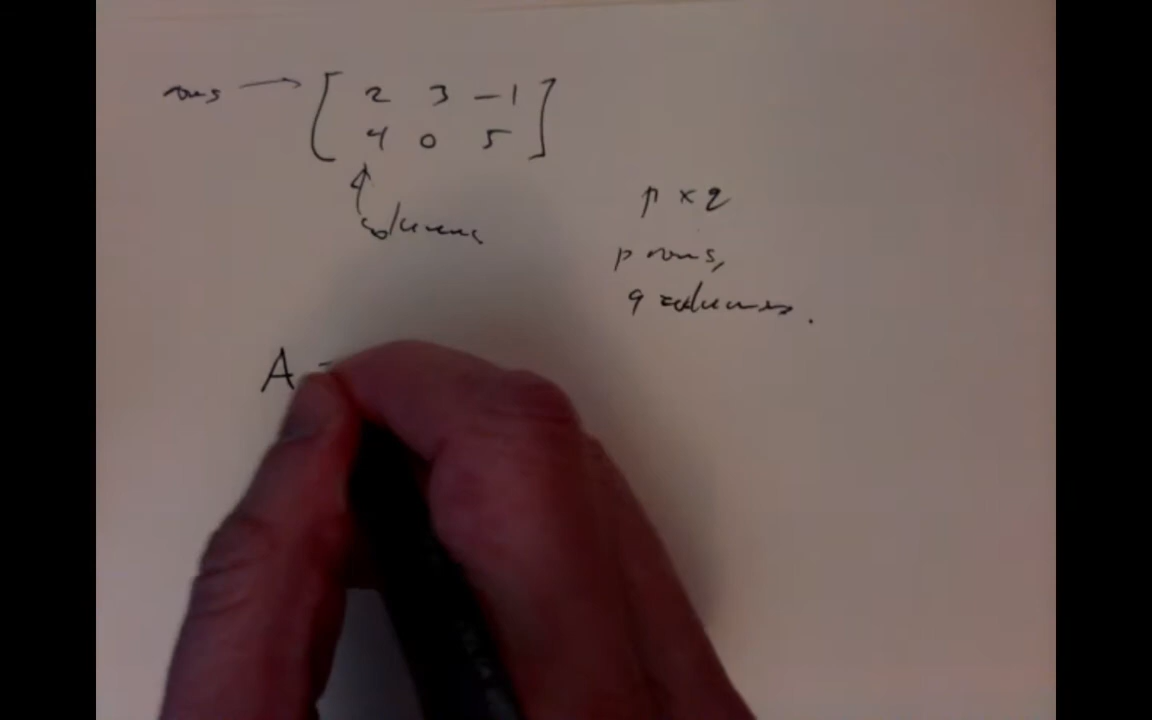 rows → [ 2 3 -1
4 0 5 ]
columns
p × q
p rows,
q columns.
A =